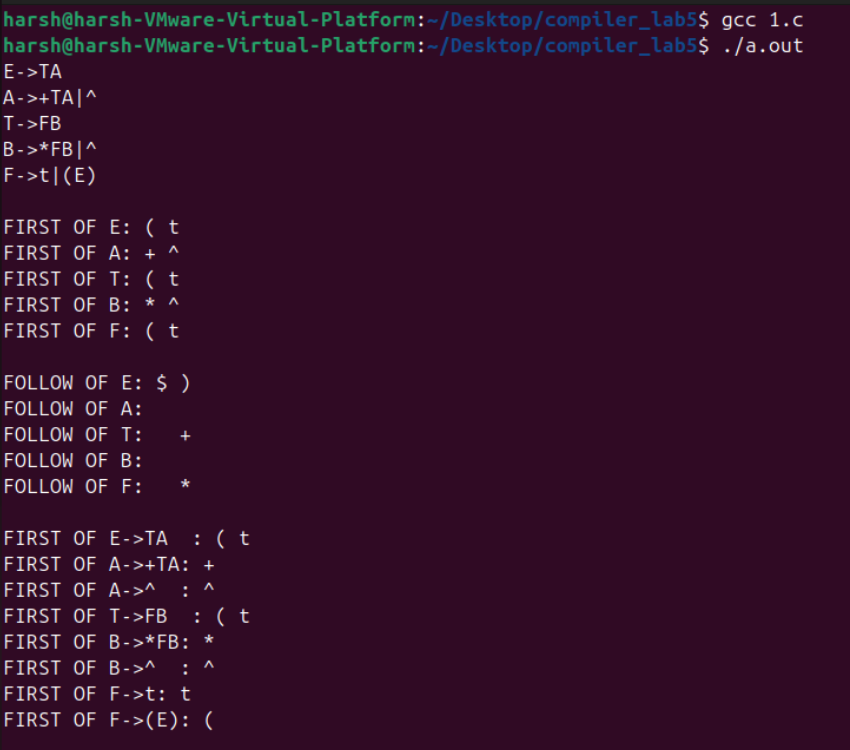 harsh@harsh-VMware-Virtual-Platform:~/Desktop/compiler_lab5$ gcc 1.c
harsh@harsh-VMware-Virtual-Platform:~/Desktop/compiler_lab5$ ./a.out
E->TA
A->+TA|^
T->FB
B->*FB|^
F->t|(E)

FIRST OF E: ( t
FIRST OF A: + ^
FIRST OF T: ( t
FIRST OF B: * ^
FIRST OF F: ( t

FOLLOW OF E: $ )
FOLLOW OF A:
FOLLOW OF T:   +
FOLLOW OF B:
FOLLOW OF F:   *

FIRST OF E->TA  : ( t
FIRST OF A->+TA: +
FIRST OF A->^  : ^
FIRST OF T->FB  : ( t
FIRST OF B->*FB: *
FIRST OF B->^  : ^
FIRST OF F->t: t
FIRST OF F->(E): (